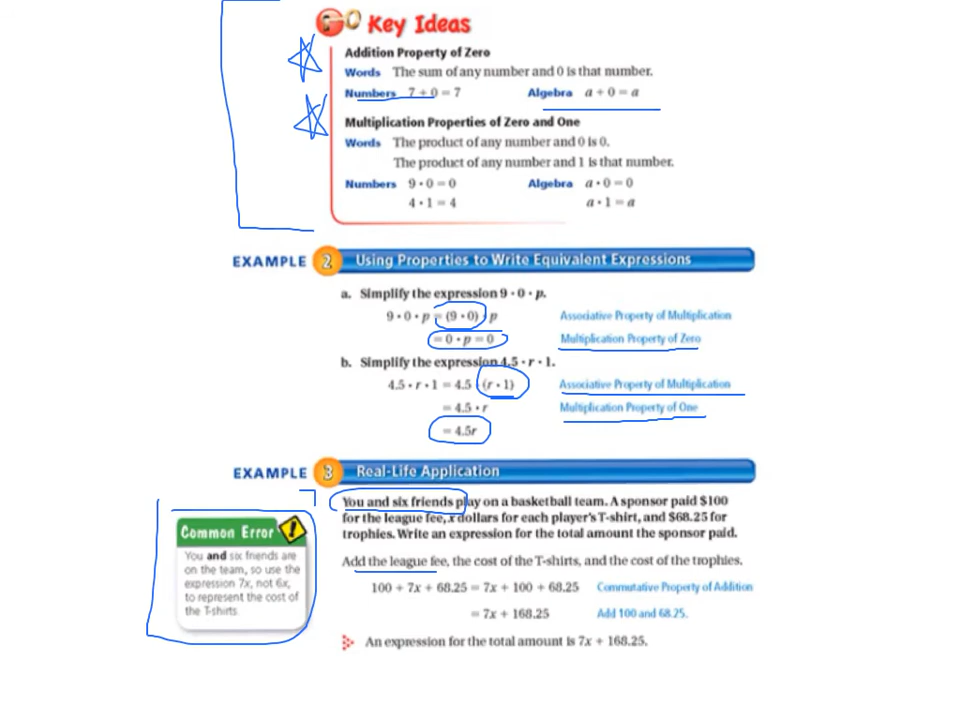 Key Ideas
Addition Property of Zero
Words The sum of any number and 0 is that number.
Numbers 7 + 0 = 7 Algebra a + 0 = a
Multiplication Properties of Zero and One
Words The product of any number and 0 is 0.
The product of any number and 1 is that number.
Numbers 9 · 0 = 0 Algebra a · 0 = 0
4 · 1 = 4 a · 1 = a
EXAMPLE 2 Using Properties to Write Equivalent Expressions
a. Simplify the expression 9 · 0 · p.
9 · 0 · p = (9 · 0) · p Associative Property of Multiplication
= 0 · p = 0 Multiplication Property of Zero
b. Simplify the expression 4.5 · r · 1.
4.5 · r · 1 = 4.5 · (r · 1) Associative Property of Multiplication
= 4.5 · r Multiplication Property of One
= 4.5r
EXAMPLE 3 Real-Life Application
You and six friends play on a basketball team. A sponsor paid $100
for the league fee, x dollars for each player's T-shirt, and $68.25 for
trophies. Write an expression for the total amount the sponsor paid.
7
Common Error
You and six friends are
on the team, so use the
expression 7x, not 6x,
to represent the cost of
the T-shirts.
Add the league fee, the cost of the T-shirts, and the cost of the trophies.
100 + 7x + 68.25 = 7x + 100 + 68.25 Commutative Property of Addition
= 7x + 168.25 Add 100 and 68.25.
An expression for the total amount is 7x + 168.25.